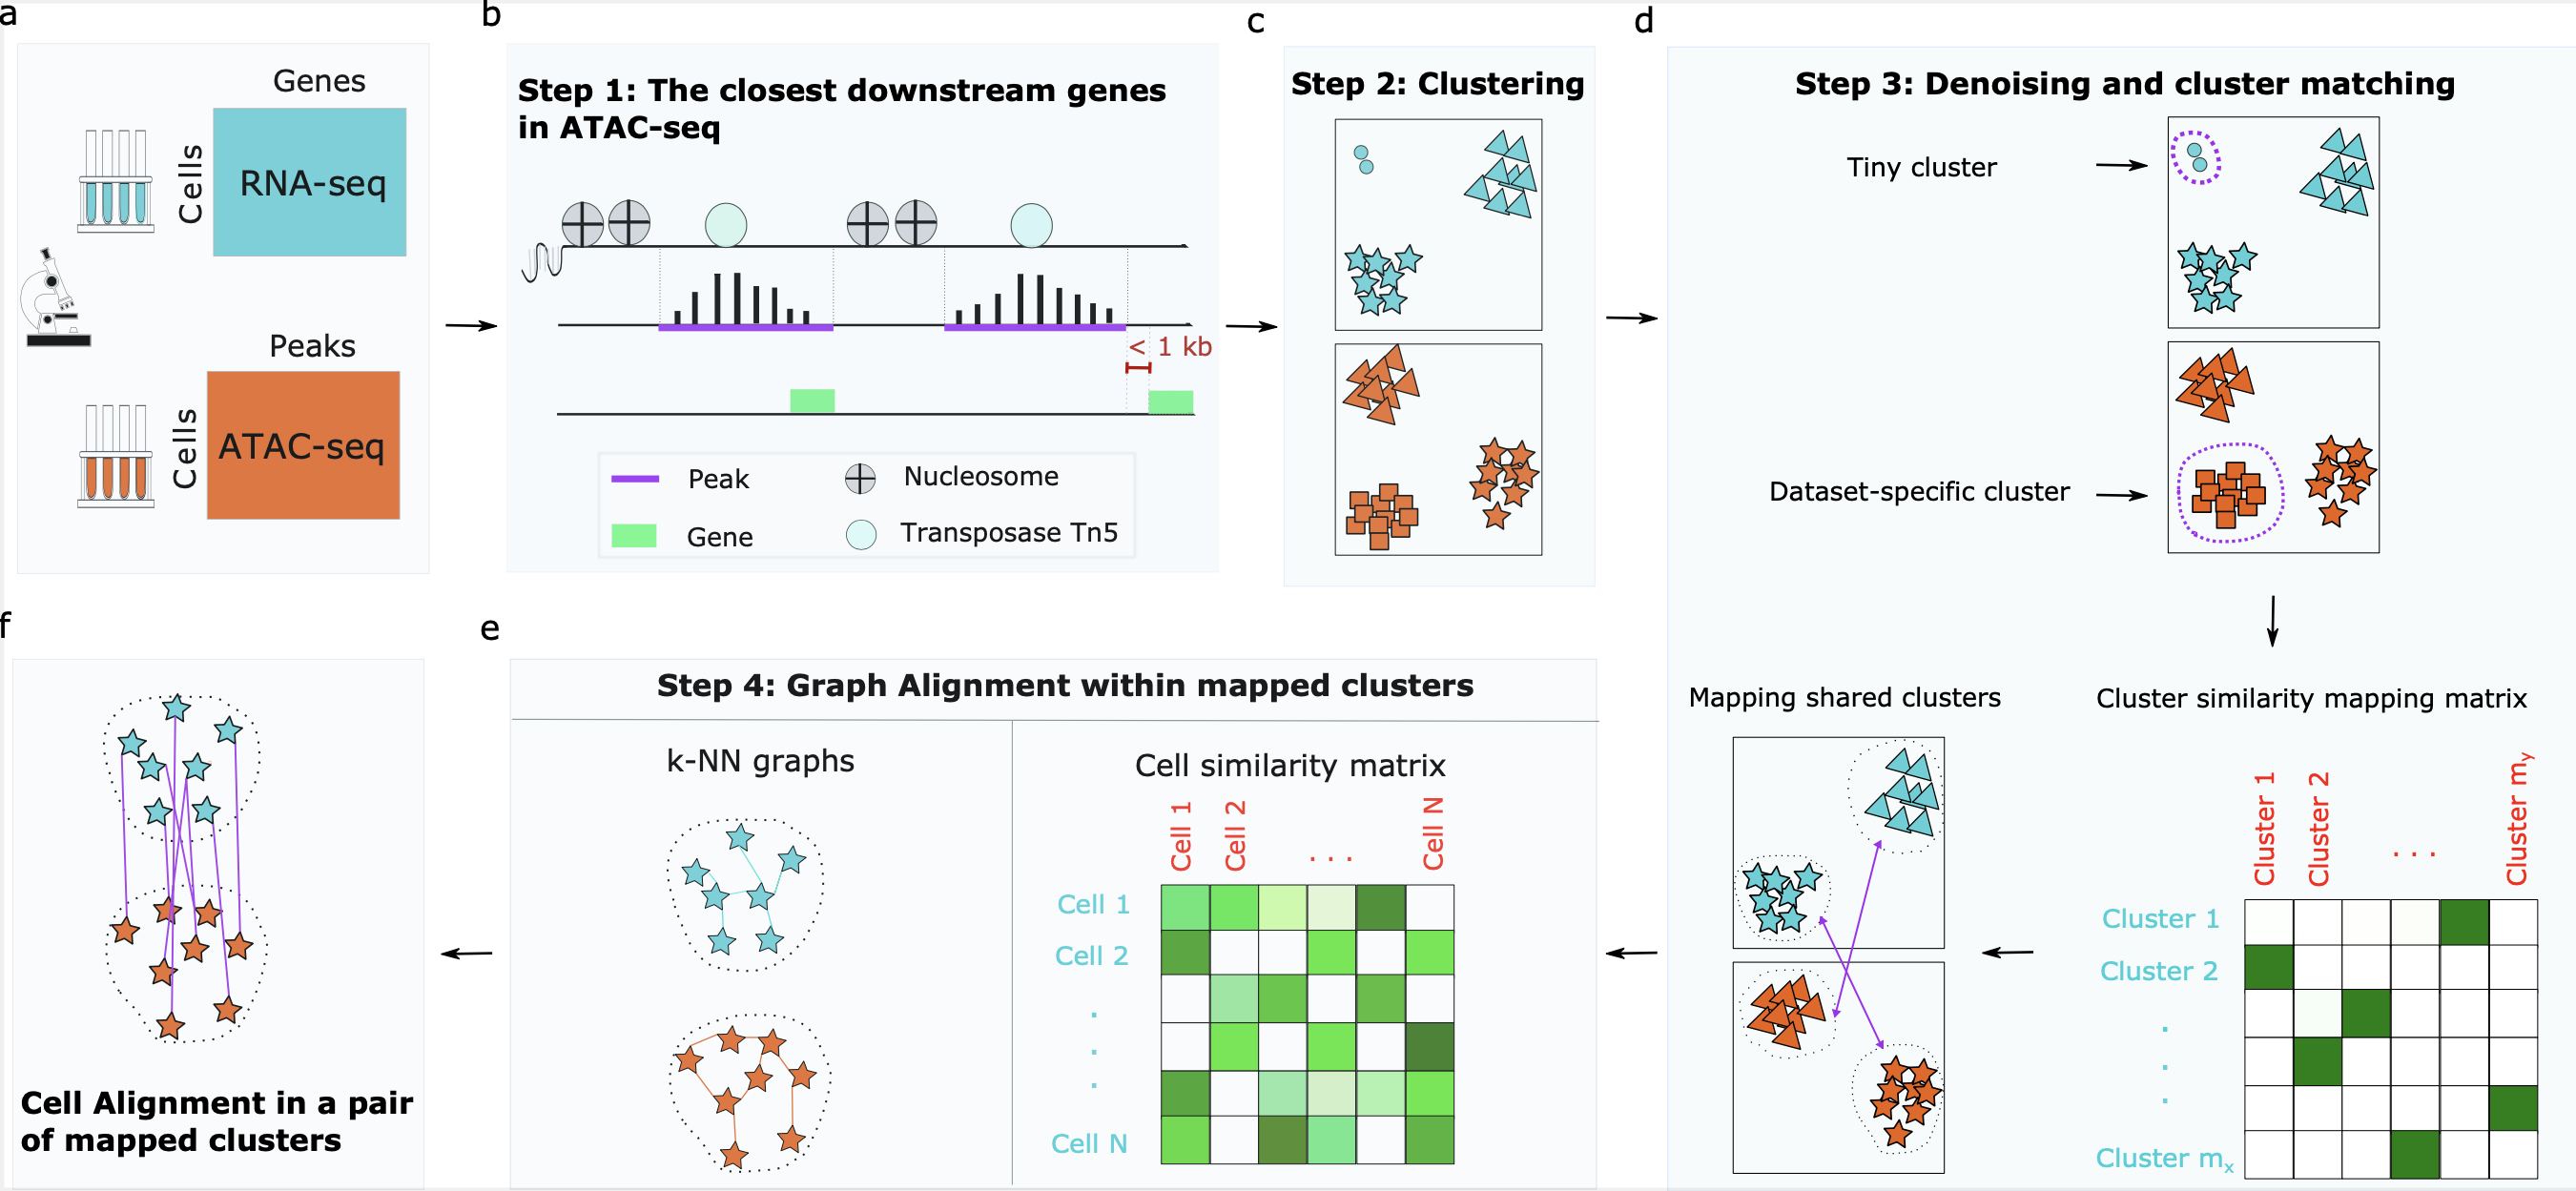 a
Genes
Cells
RNA-seq
Peaks
Cells
ATAC-seq
b
Step 1: The closest downstream genes
in ATAC-seq
< 1 kb
Peak
Nucleosome
Gene
Transposase Tn5
c
Step 2: Clustering
d
Step 3: Denoising and cluster matching
Tiny cluster
Dataset-specific cluster
Mapping shared clusters
Cluster similarity mapping matrix
Cluster 1
Cluster 2
. . .
Cluster my
Cluster 1
Cluster 2
.
.
.
Cluster mx
e
Step 4: Graph Alignment within mapped clusters
k-NN graphs
Cell similarity matrix
Cell 1
Cell 2
. . .
Cell N
Cell 1
Cell 2
.
.
.
Cell N
f
Cell Alignment in a pair
of mapped clusters